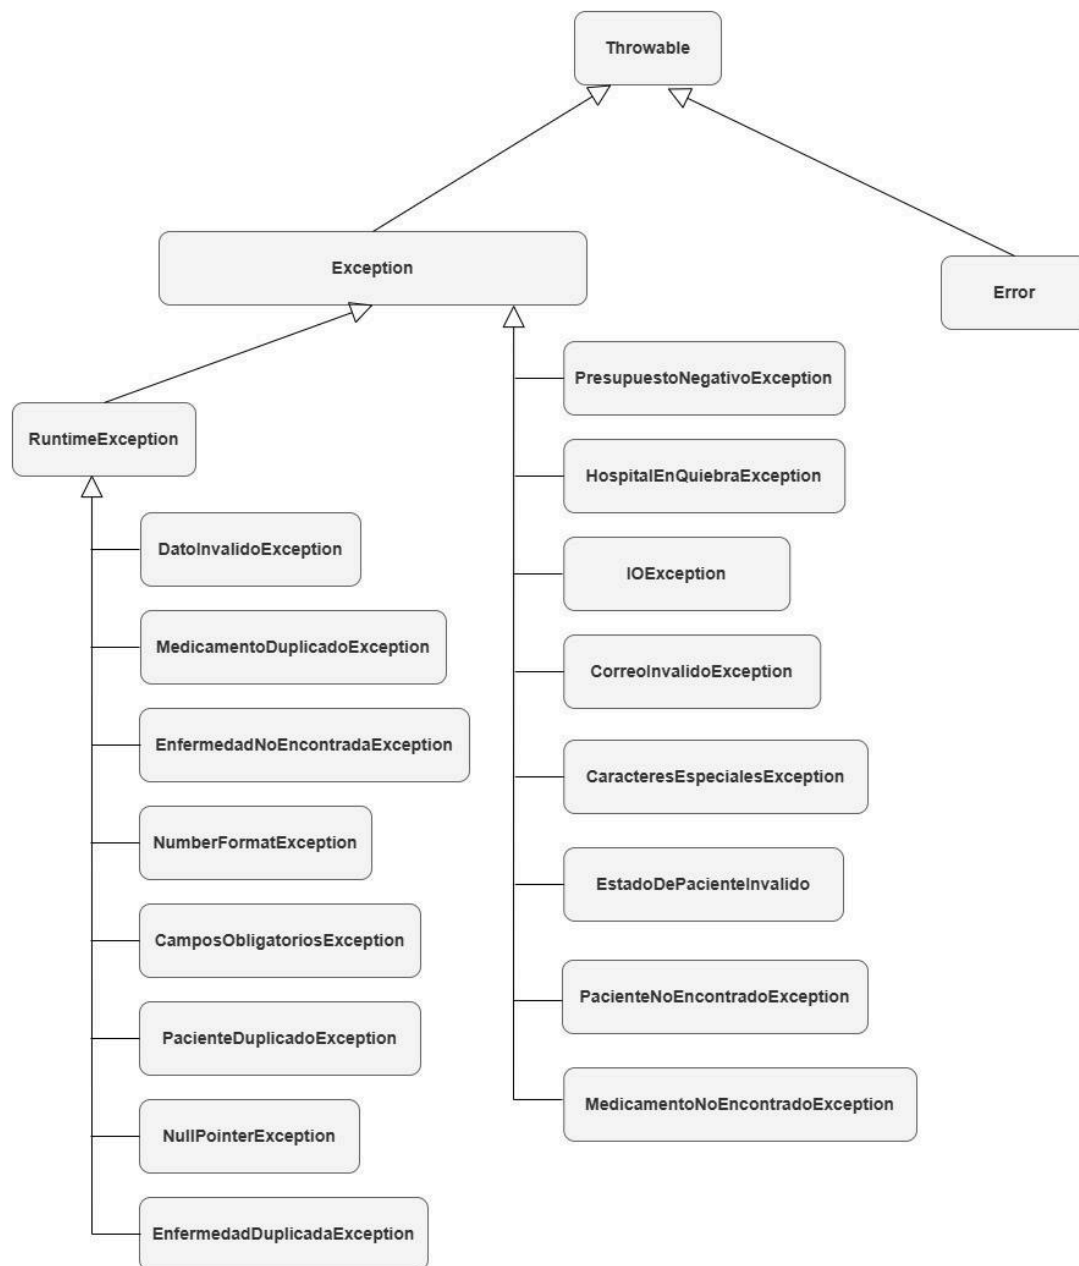 Throwable
Exception
Error
RuntimeException
DatoInvalidoException
MedicamentoDuplicadoException
EnfermedadNoEncontradaException
NumberFormatException
CamposObligatoriosException
PacienteDuplicadoException
NullPointerException
EnfermedadDuplicadaException
PresupuestoNegativoException
HospitalEnQuiebraException
IOException
CorreoInvalidoException
CaracteresEspecialesException
EstadoDePacienteInvalido
PacienteNoEncontradoException
MedicamentoNoEncontradoException